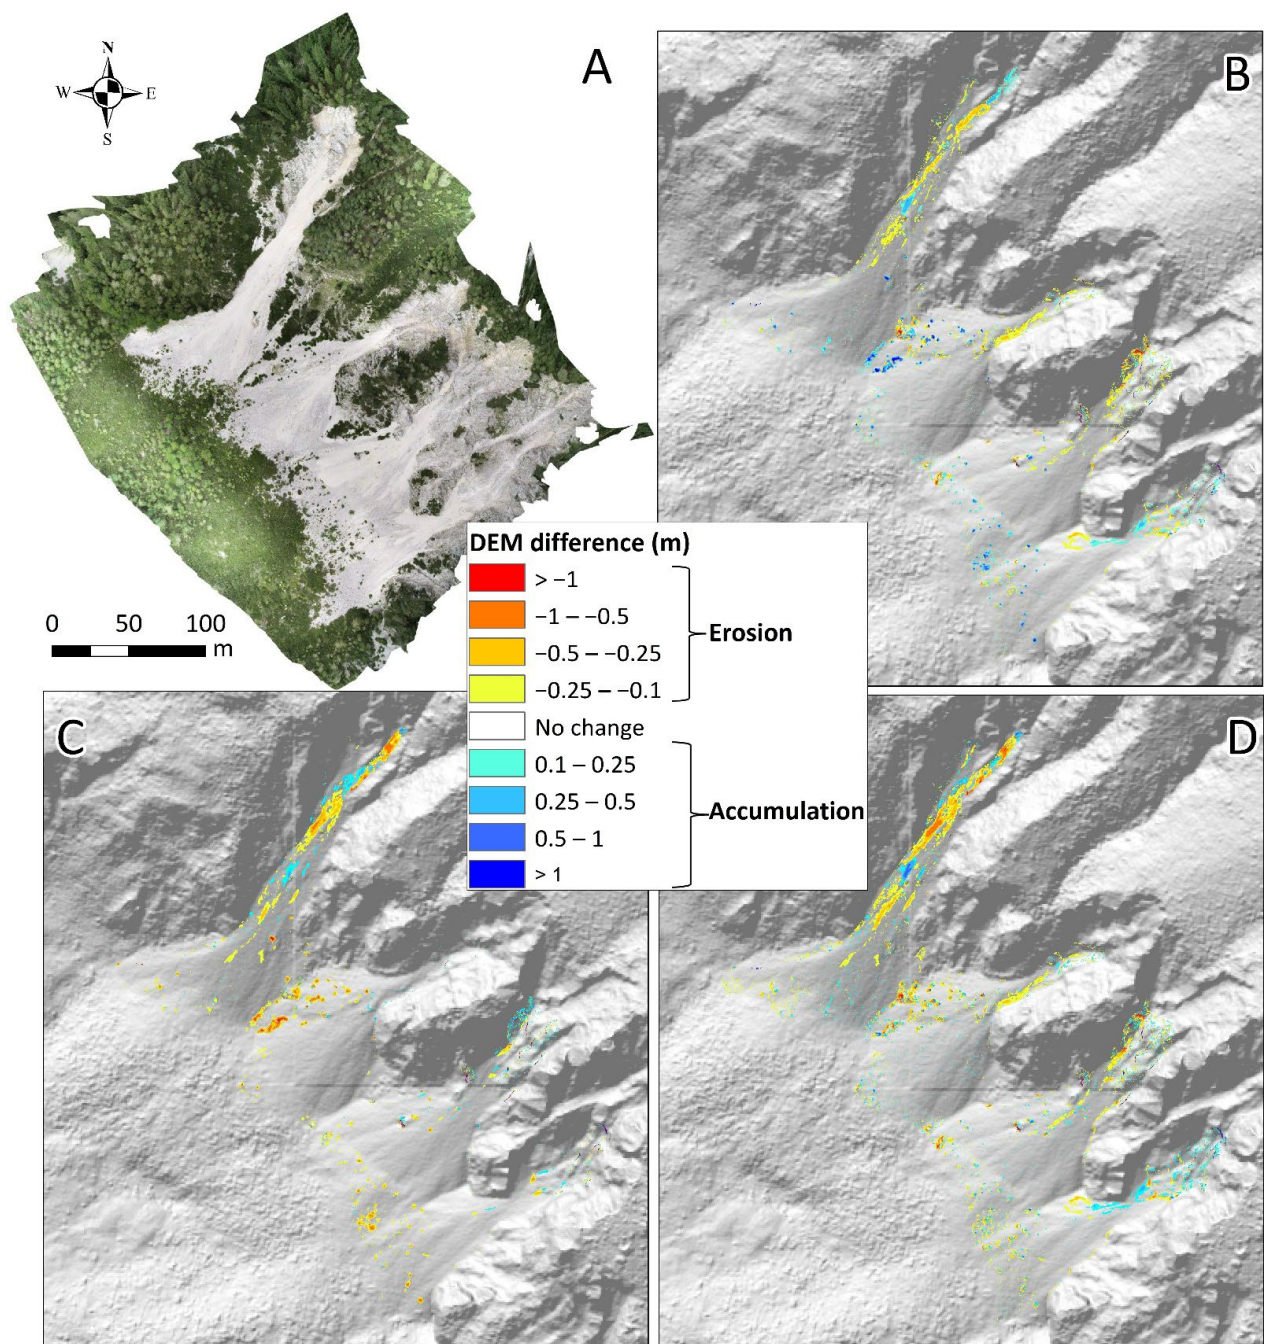 A
N
W E
S
B
0 50 100
m
C
D
DEM difference (m)
> −1
−1 – −0.5
−0.5 – −0.25
−0.25 – −0.1
Erosion
No change
0.1 – 0.25
0.25 – 0.5
0.5 – 1
> 1
Accumulation